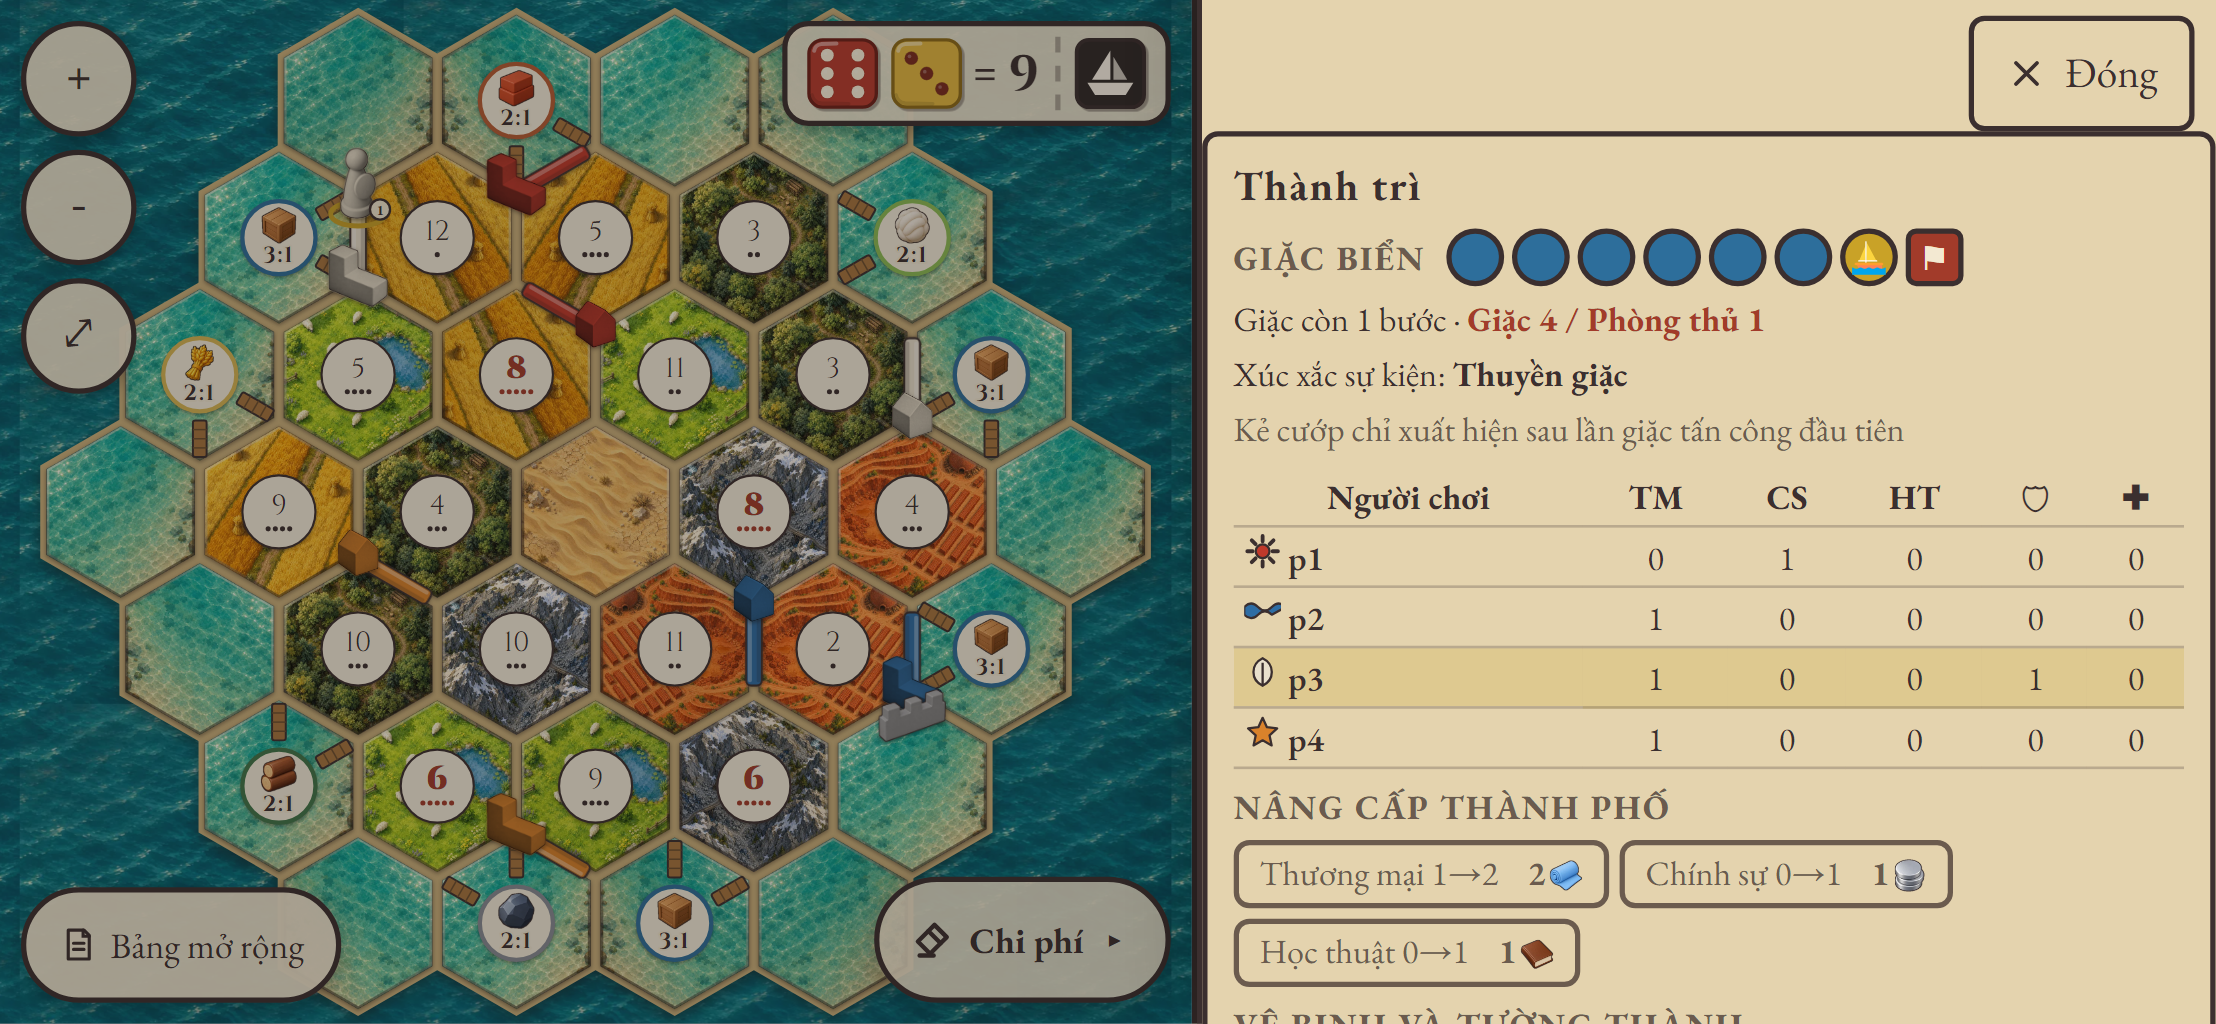 +
-
= 9
2:1
3:1
12
5
3
2:1
2:1
5
8
11
3
3:1
9
4
8
4
10
10
11
2
3:1
2:1
6
9
6
2:1
3:1
1
Bảng mở rộng
Chi phí
Đóng
Thành trì
GIẶC BIỂN
Giặc còn 1 bước · Giặc 4 / Phòng thủ 1
Xúc xắc sự kiện: Thuyền giặc
Kẻ cướp chỉ xuất hiện sau lần giặc tấn công đầu tiên
Người chơi TM CS HT
p1 0 1 0 0 0
p2 1 0 0 0 0
p3 1 0 0 1 0
p4 1 0 0 0 0
NÂNG CẤP THÀNH PHỐ
Thương mại 1→2 2
Chính sự 0→1 1
Học thuật 0→1 1
VỆ BINH VÀ TƯỜNG THÀNH